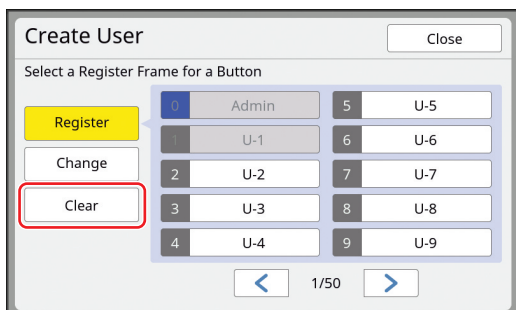 Create User
Close
Select a Register Frame for a Button
Register
Change
Clear
0 Admin
1 U-1
2 U-2
3 U-3
4 U-4
5 U-5
6 U-6
7 U-7
8 U-8
9 U-9
1/50